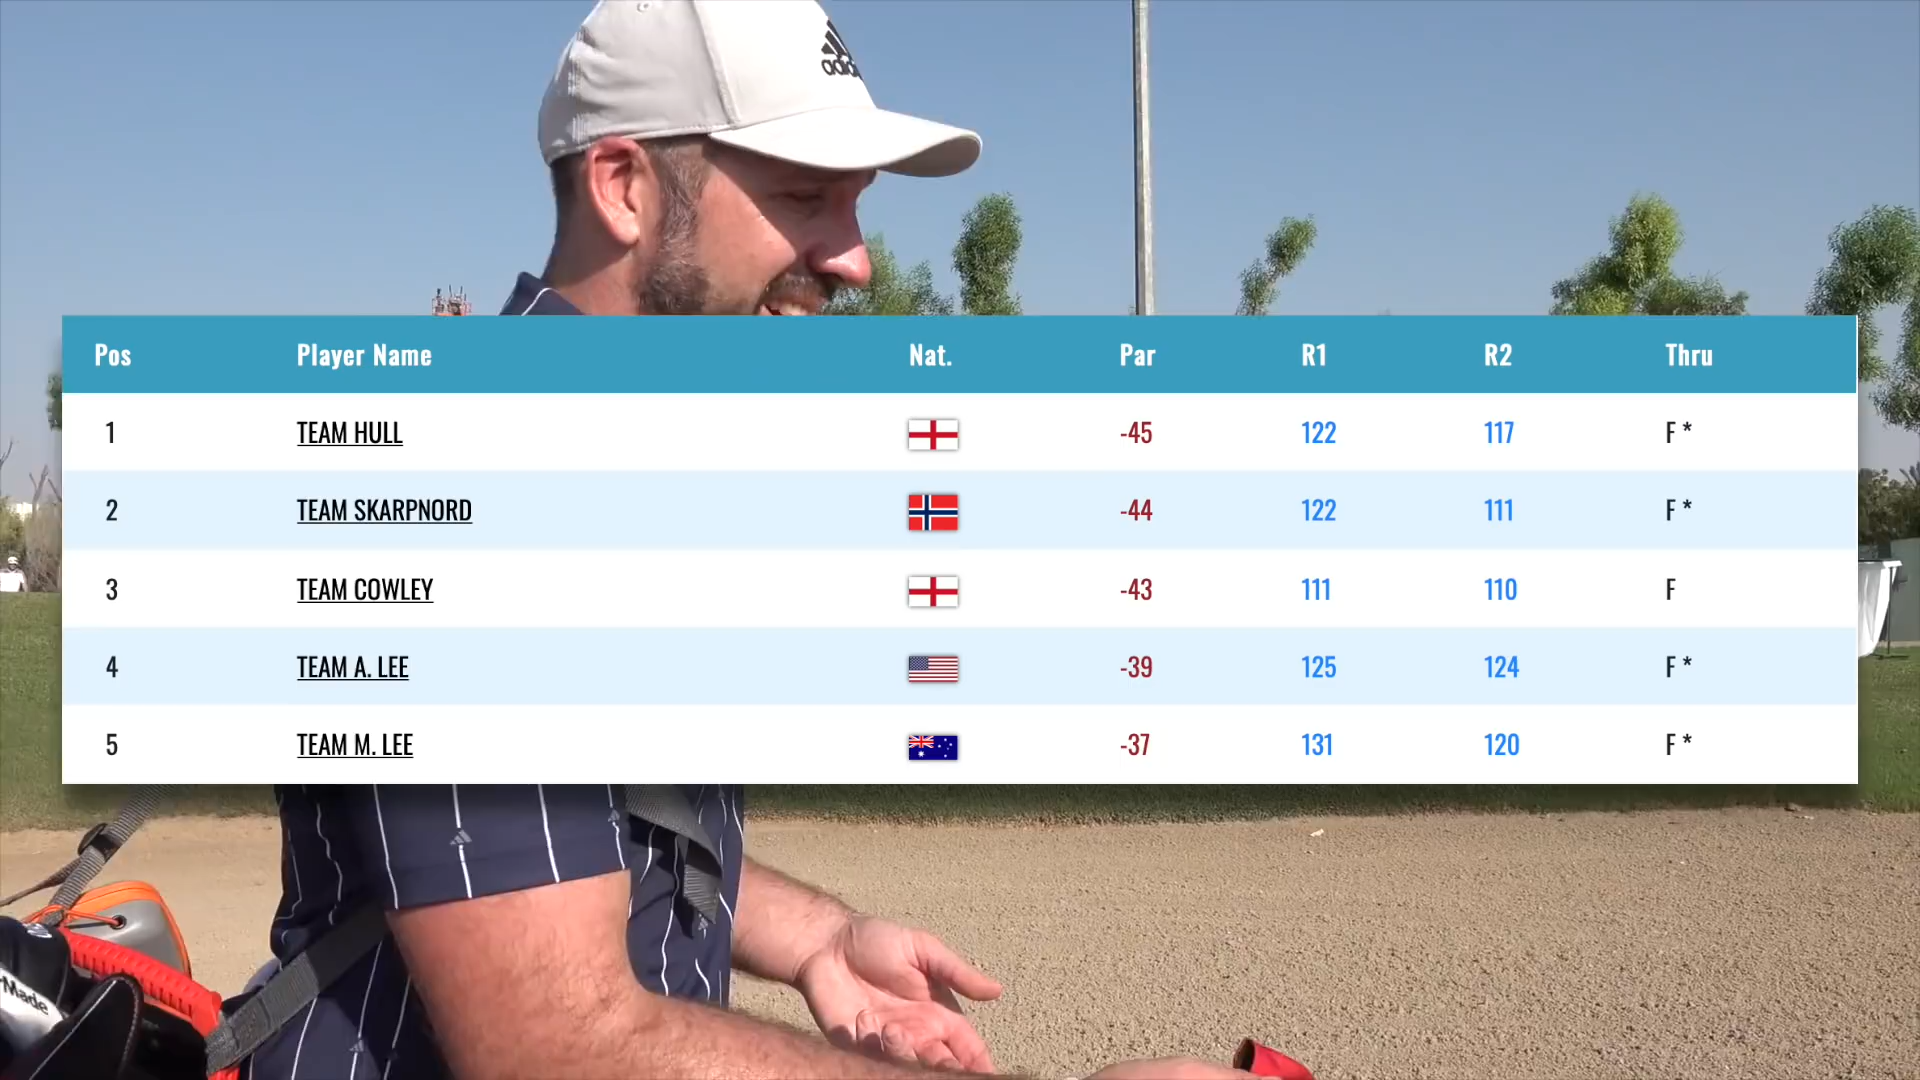 adidas
Pos Player Name Nat. Par R1 R2 Thru
1 TEAM HULL -45 122 117 F *
2 TEAM SKARPNORD -44 122 111 F *
3 TEAM COWLEY -43 111 110 F
4 TEAM A. LEE -39 125 124 F *
5 TEAM M. LEE -37 131 120 F *
rMade